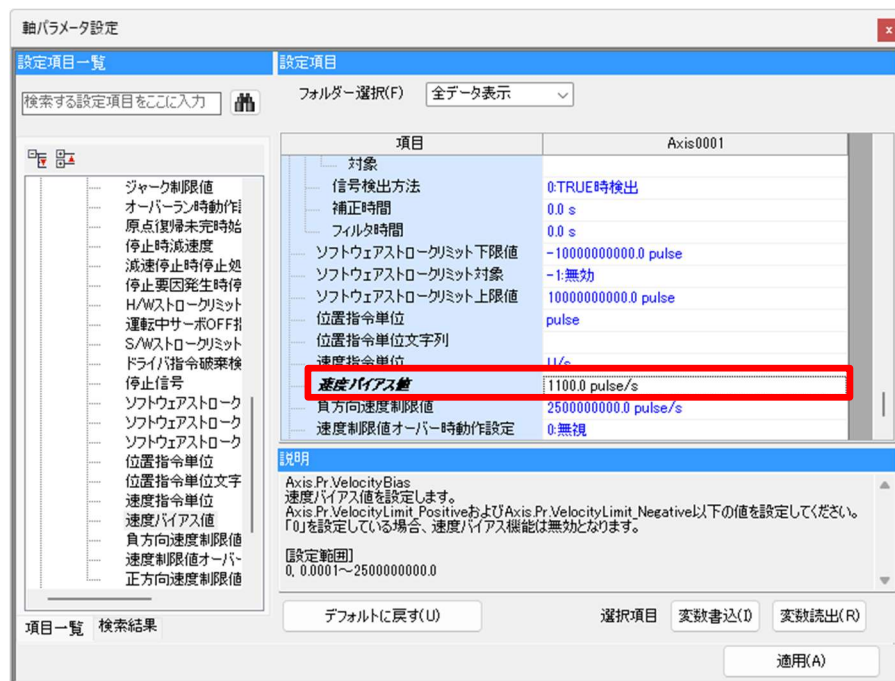 軸パラメータ設定
x
設定項目一覧
検索する設定項目をここに入力
ジャーク制限値
オーバーラン時動作
原点復帰未完時始
停止時減速度
減速停止時停止処
停止要因発生時停
H/Wストロークリミット
運転中サーボOFF指
S/Wストロークリミット
ドライバ指令破棄検
停止信号
ソフトウェアストローク
ソフトウェアストローク
ソフトウェアストローク
位置指令単位
位置指令単位文字
速度指令単位
速度バイアス値
負方向速度制限値
速度制限値オーバー
正方向速度制限値
項目一覧 検索結果
設定項目
フォルダー選択(F) 全データ表示
項目 Axis0001
対象
信号検出方法 0:TRUE時検出
補正時間 0.0 s
フィルタ時間 0.0 s
ソフトウェアストロークリミット下限値 -10000000000.0 pulse
ソフトウェアストロークリミット対象 -1:無効
ソフトウェアストロークリミット上限値 10000000000.0 pulse
位置指令単位 pulse
位置指令単位文字列
速度指令単位 U/s
速度バイアス値 1100.0 pulse/s
負方向速度制限値 2500000000.0 pulse/s
速度制限値オーバー時動作設定 0:無視
説明
Axis.Pr.VelocityBias
速度バイアス値を設定します。
Axis.Pr.VelocityLimit_PositiveおよびAxis.Pr.VelocityLimit_Negative以下の値を設定してください。
「0」を設定している場合、速度バイアス機能は無効となります。
[設定範囲]
0, 0.0001～2500000000.0
デフォルトに戻す(U) 選択項目 変数書込(I) 変数読出(R)
適用(A)